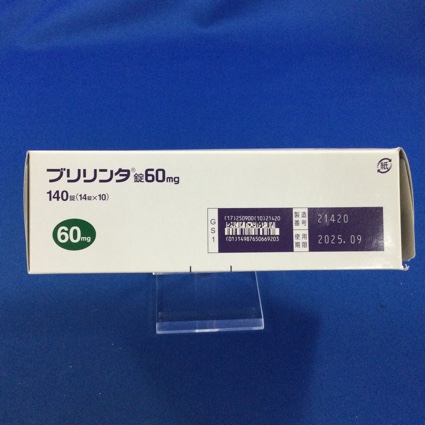 ブリリンタ®錠60mg
140錠(14錠×10)
60mg
GS1
(17)250900(10)21420
(01)14987650669203
製造番号 21420
使用期限 2025.09
紙